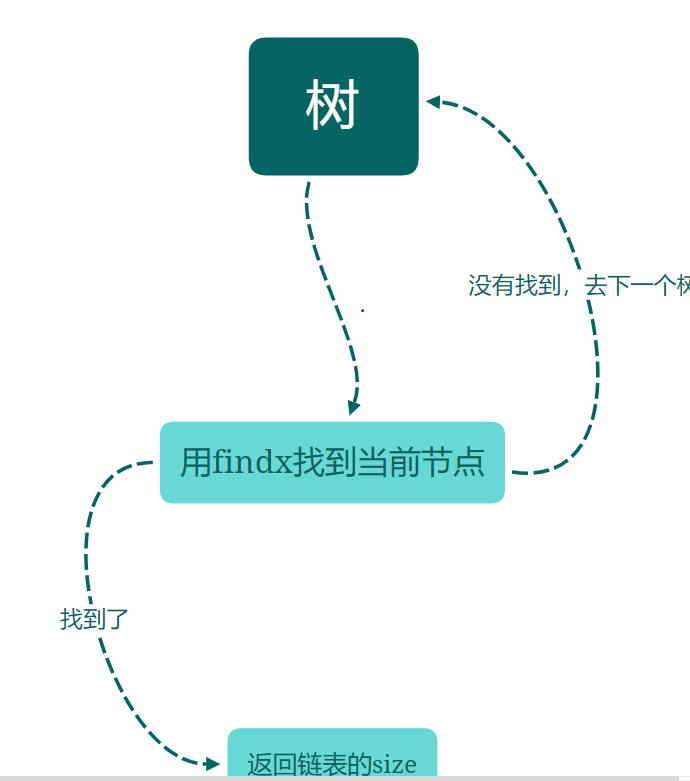 树
没有找到，去下一个树
用findx找到当前节点
找到了
返回链表的size